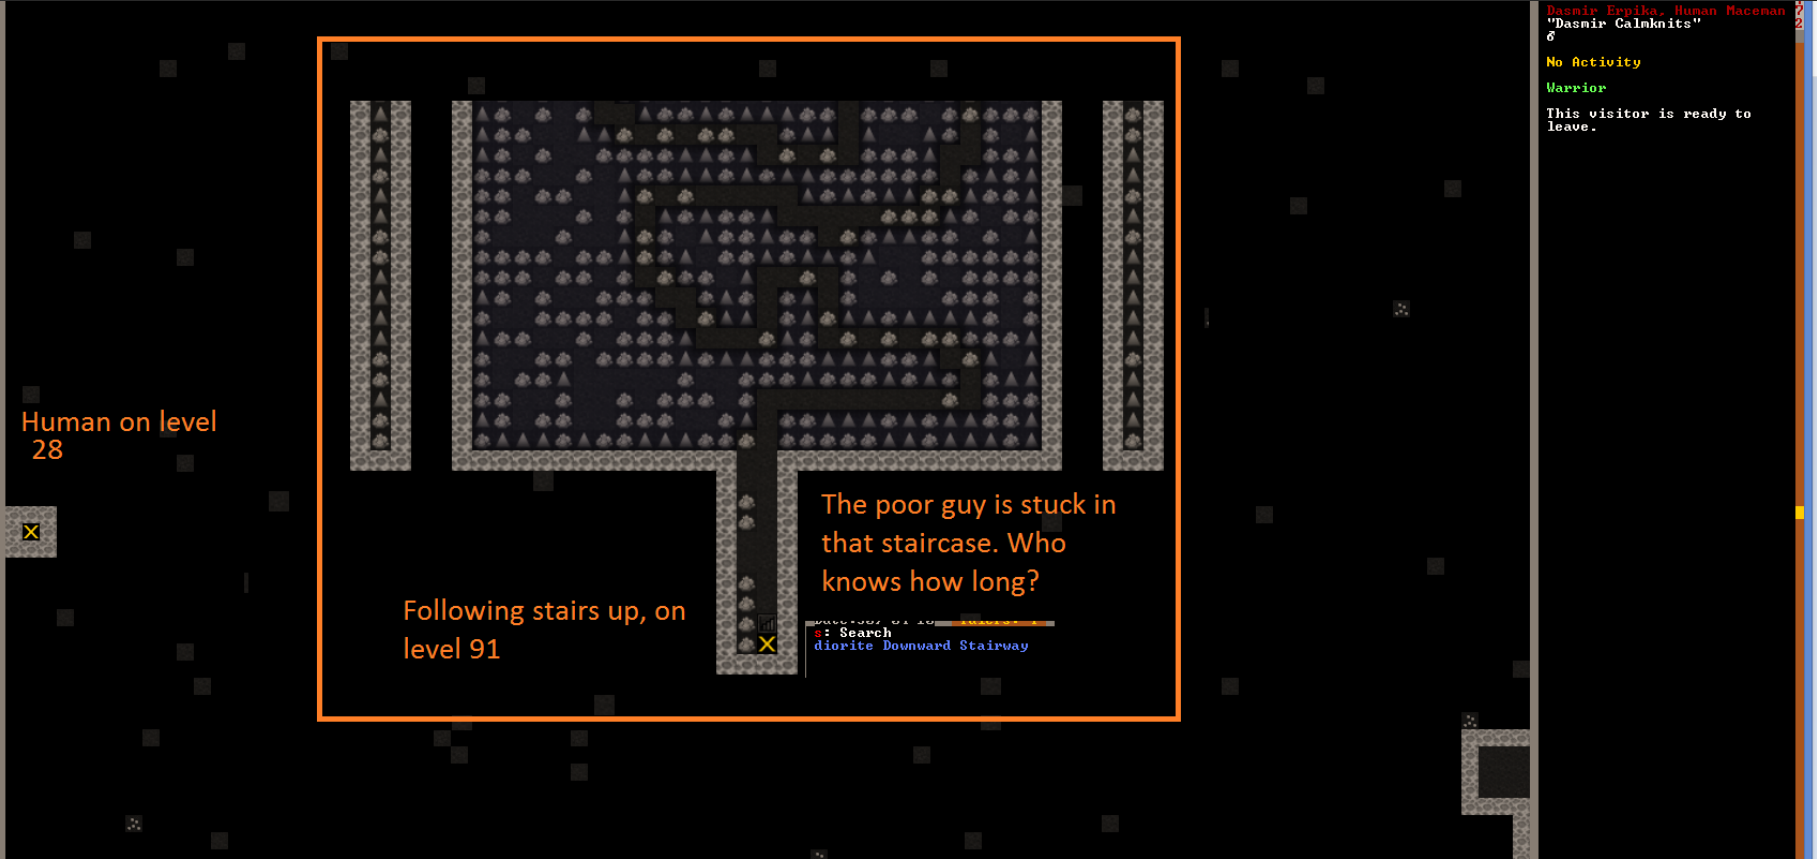 Dasmir Erpika, Human Maceman
"Dasmir Calmknits"
♂
No Activity
Warrior
This visitor is ready to
leave.
Human on level
28
The poor guy is stuck in
that staircase. Who
knows how long?
Following stairs up, on
level 91
s: Search
diorite Downward Stairway
X
X